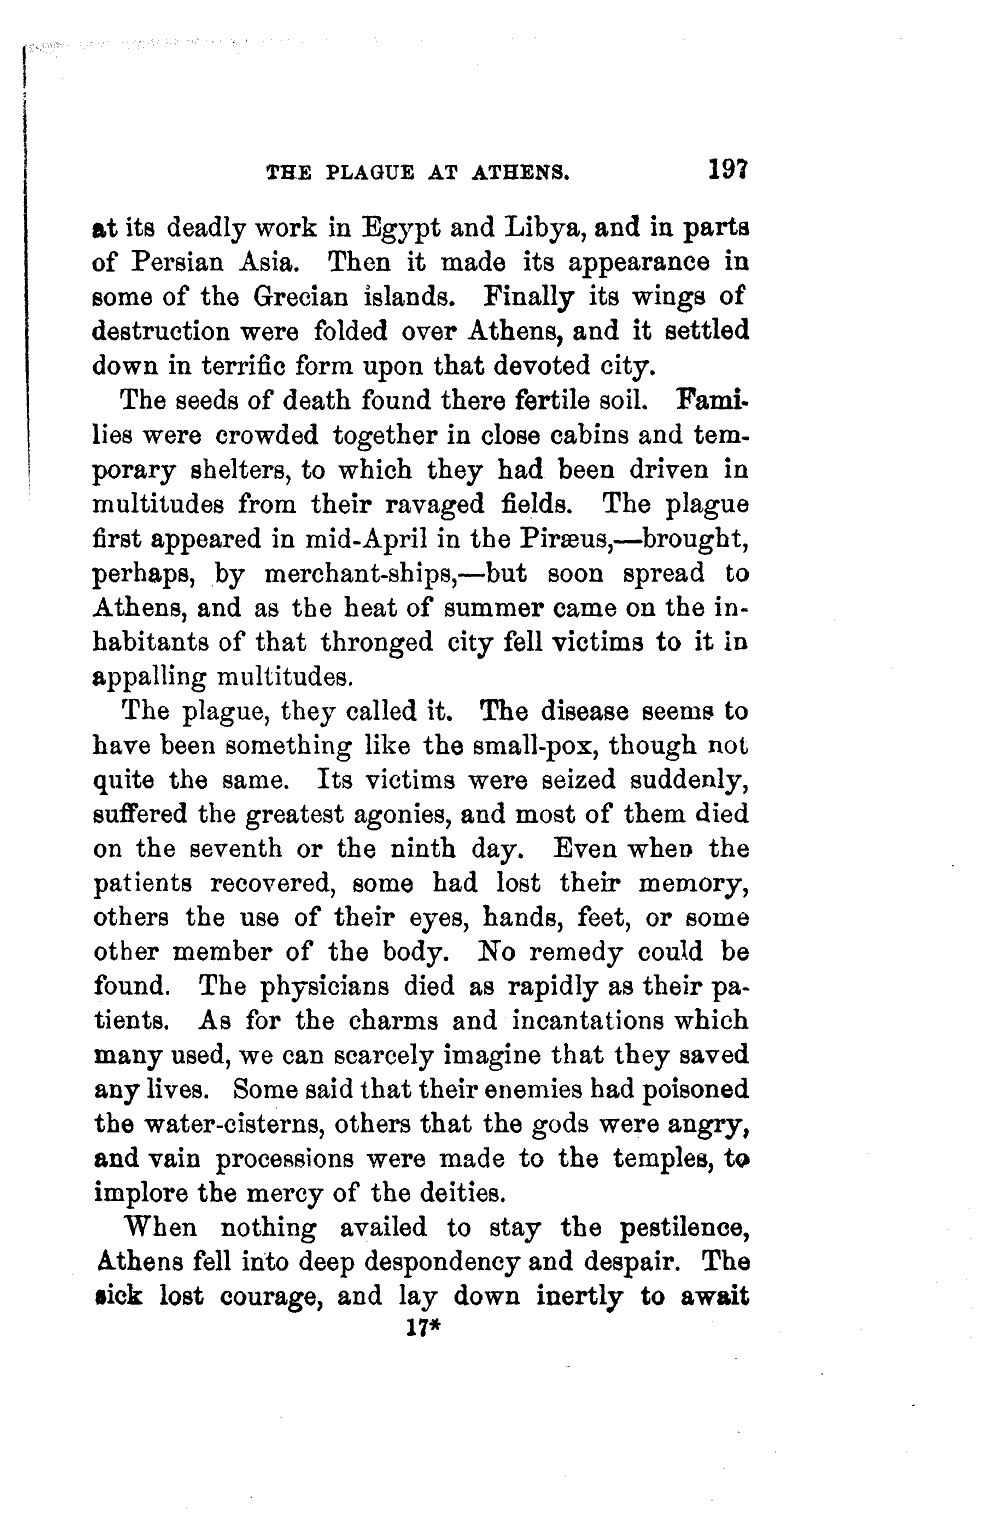 THE PLAGUE AT ATHENS. 197
at its deadly work in Egypt and Libya, and in parts
of Persian Asia. Then it made its appearance in
some of the Grecian islands. Finally its wings of
destruction were folded over Athens, and it settled
down in terrific form upon that devoted city.
The seeds of death found there fertile soil. Fami-
lies were crowded together in close cabins and tem-
porary shelters, to which they had been driven in
multitudes from their ravaged fields. The plague
first appeared in mid-April in the Piræus,—brought,
perhaps, by merchant-ships,—but soon spread to
Athens, and as the heat of summer came on the in-
habitants of that thronged city fell victims to it in
appalling multitudes.
The plague, they called it. The disease seems to
have been something like the small-pox, though not
quite the same. Its victims were seized suddenly,
suffered the greatest agonies, and most of them died
on the seventh or the ninth day. Even when the
patients recovered, some had lost their memory,
others the use of their eyes, hands, feet, or some
other member of the body. No remedy could be
found. The physicians died as rapidly as their pa-
tients. As for the charms and incantations which
many used, we can scarcely imagine that they saved
any lives. Some said that their enemies had poisoned
the water-cisterns, others that the gods were angry,
and vain processions were made to the temples, to
implore the mercy of the deities.
When nothing availed to stay the pestilence,
Athens fell into deep despondency and despair. The
sick lost courage, and lay down inertly to await
17*